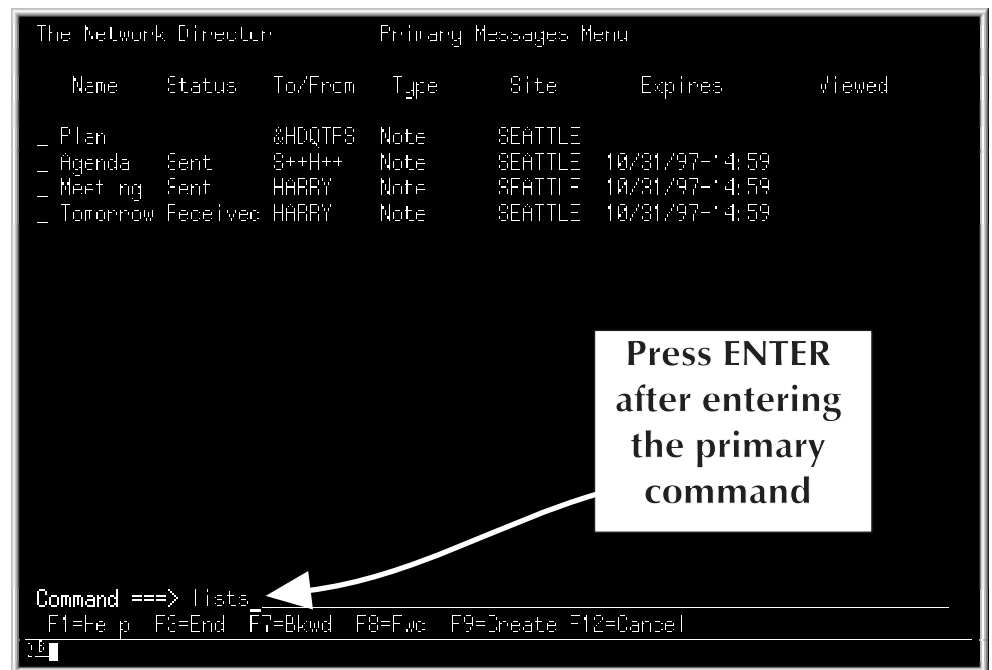 The Network Director Primary Messages Menu
Name Status To/From Type Site Expires Viewed
_ Plan &HDQTFS Note SEATTLE
_ Agenda Sent S++H++ Note SEATTLE 10/31/97-14:59
_ Meeting Sent HARRY Note SEATTLE 10/31/97-14:59
_ Tomorrow Received HARRY Note SEATTLE 10/31/97-14:59
Press ENTER
after entering
the primary
command
Command ===> lists_
F1=Help F3=End F7=Bkwd F8=Fwd F9=Create F12=Cancel